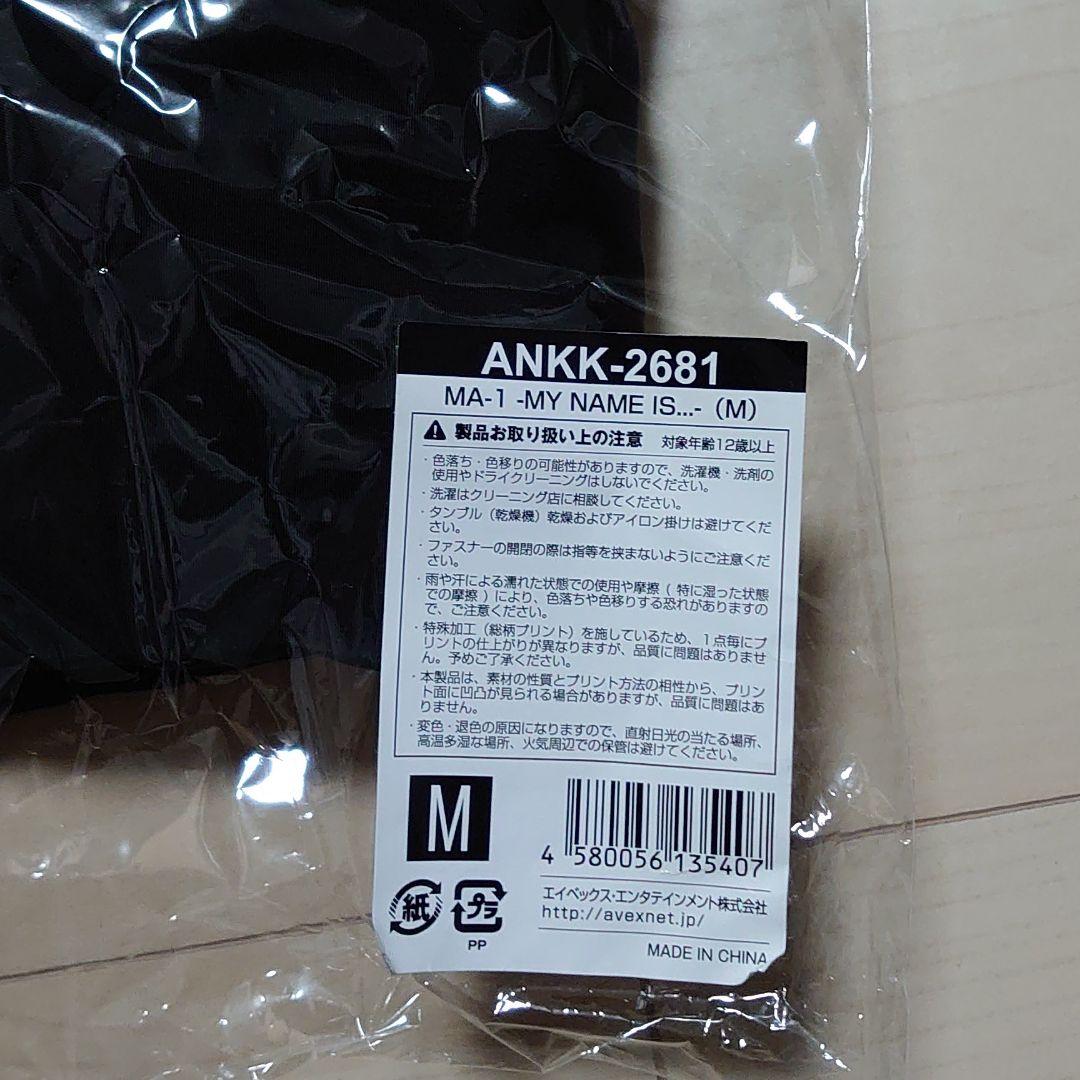 ANKK-2681
MA-1 -MY NAME IS...-（M）
製品お取り扱い上の注意 対象年齢12歳以上
・色落ち・色移りの可能性がありますので、洗濯機・洗剤の
使用やドライクリーニングはしないでください。
・洗濯はクリーニング店に相談してください。
・タンブル（乾燥機）乾燥およびアイロン掛けは避けてくだ
さい。
・ファスナーの開閉の際は指等を挟まないようにご注意くだ
さい。
・雨や汗による濡れた状態での使用や摩擦（特に湿った状態
での摩擦）により、色落ちや色移りする恐れがありますの
で、ご注意ください。
・特殊加工（総柄プリント）を施しているため、1点毎にプ
リントの仕上がりが異なりますが、品質に問題はありませ
ん。予めご了承ください。
・本製品は、素材の性質とプリント方法の相性から、プリン
ト面に凹凸が見られる場合がありますが、品質に問題はあ
りません。
・変色・退色の原因になりますので、直射日光の当たる場所、
高温多湿な場所、火気周辺での保管は避けてください。
M
4 580056 135407
紙
プラ
PP
エイベックス・エンタテインメント株式会社
http://avexnet.jp/
MADE IN CHINA